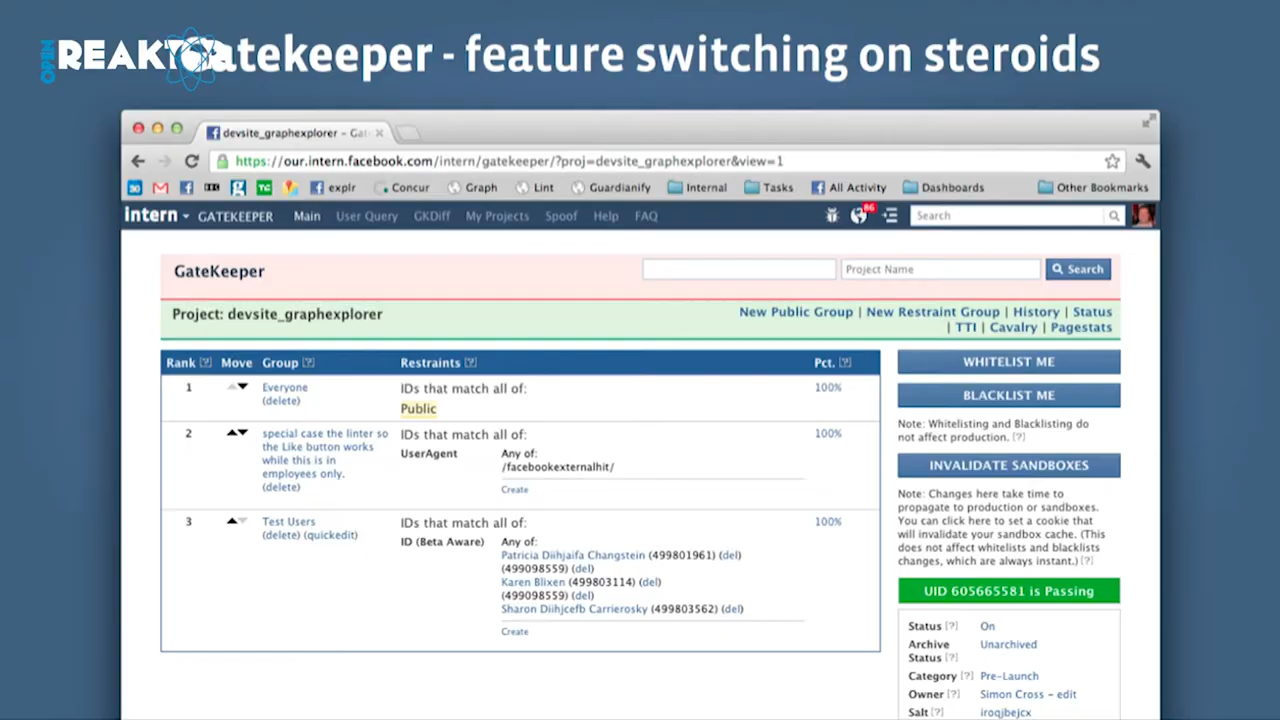 OPEN REAKTOR
Gatekeeper - feature switching on steroids
devsite_graphexplorer – Gat
https://our.intern.facebook.com/intern/gatekeeper/?proj=devsite_graphexplorer&view=1
explr Concur Graph Lint Guardianify Internal Tasks All Activity Dashboards Other Bookmarks
intern GATEKEEPER Main User Query GKDiff My Projects Spoof Help FAQ 86 Search
GateKeeper Project Name Search
Project: devsite_graphexplorer
New Public Group | New Restraint Group | History | Status
| TTI | Cavalry | Pagestats
Rank [?] Move Group [?] Restraints [?] Pct. [?]
1 Everyone IDs that match all of: 100%
(delete)
Public
2 special case the linter so IDs that match all of: 100%
the Like button works
while this is in
employees only.
(delete)
UserAgent Any of:
/facebookexternalhit/
Create
3 Test Users IDs that match all of: 100%
(delete) (quickedit)
ID (Beta Aware) Any of:
Patricia Diihjaifa Changstein (499801961) (del)
(499098559) (del)
Karen Blixen (499803114) (del)
(499098559) (del)
Sharon Diihjcefb Carrierosky (499803562) (del)
Create
WHITELIST ME
BLACKLIST ME
Note: Whitelisting and Blacklisting do
not affect production. [?]
INVALIDATE SANDBOXES
Note: Changes here take time to
propagate to production or sandboxes.
You can click here to set a cookie that
will invalidate your sandbox cache. (This
does not affect whitelists and blacklists
changes, which are always instant.) [?]
UID 605665581 is Passing
Status [?] On
Archive Unarchived
Status [?]
Category [?] Pre-Launch
Owner [?] Simon Cross – edit
Salt [?] iroqjbejcx